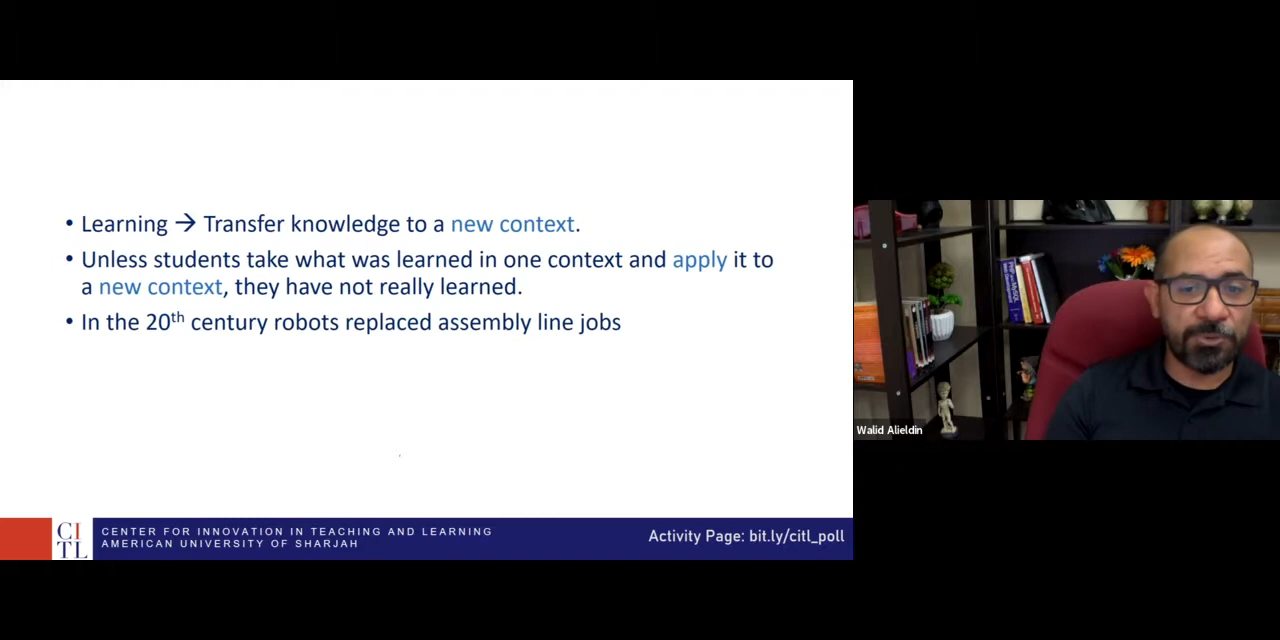 • Learning → Transfer knowledge to a new context.
• Unless students take what was learned in one context and apply it to
a new context, they have not really learned.
• In the 20th century robots replaced assembly line jobs
Walid Alieldin
CI
TL
CENTER FOR INNOVATION IN TEACHING AND LEARNING
AMERICAN UNIVERSITY OF SHARJAH
Activity Page: bit.ly/citl_poll